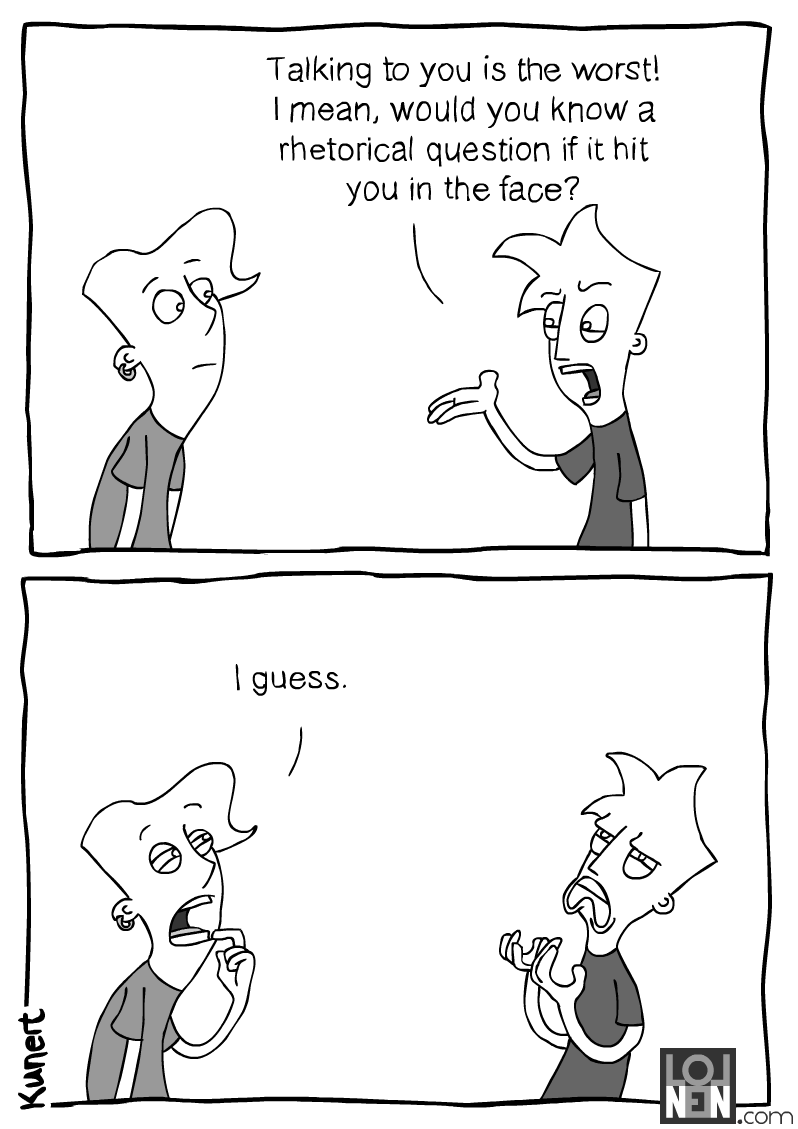 Talking to you is the worst!
I mean, would you know a
rhetorical question if it hit
you in the face?
I guess.
Kunert
LOL
NEN
.com